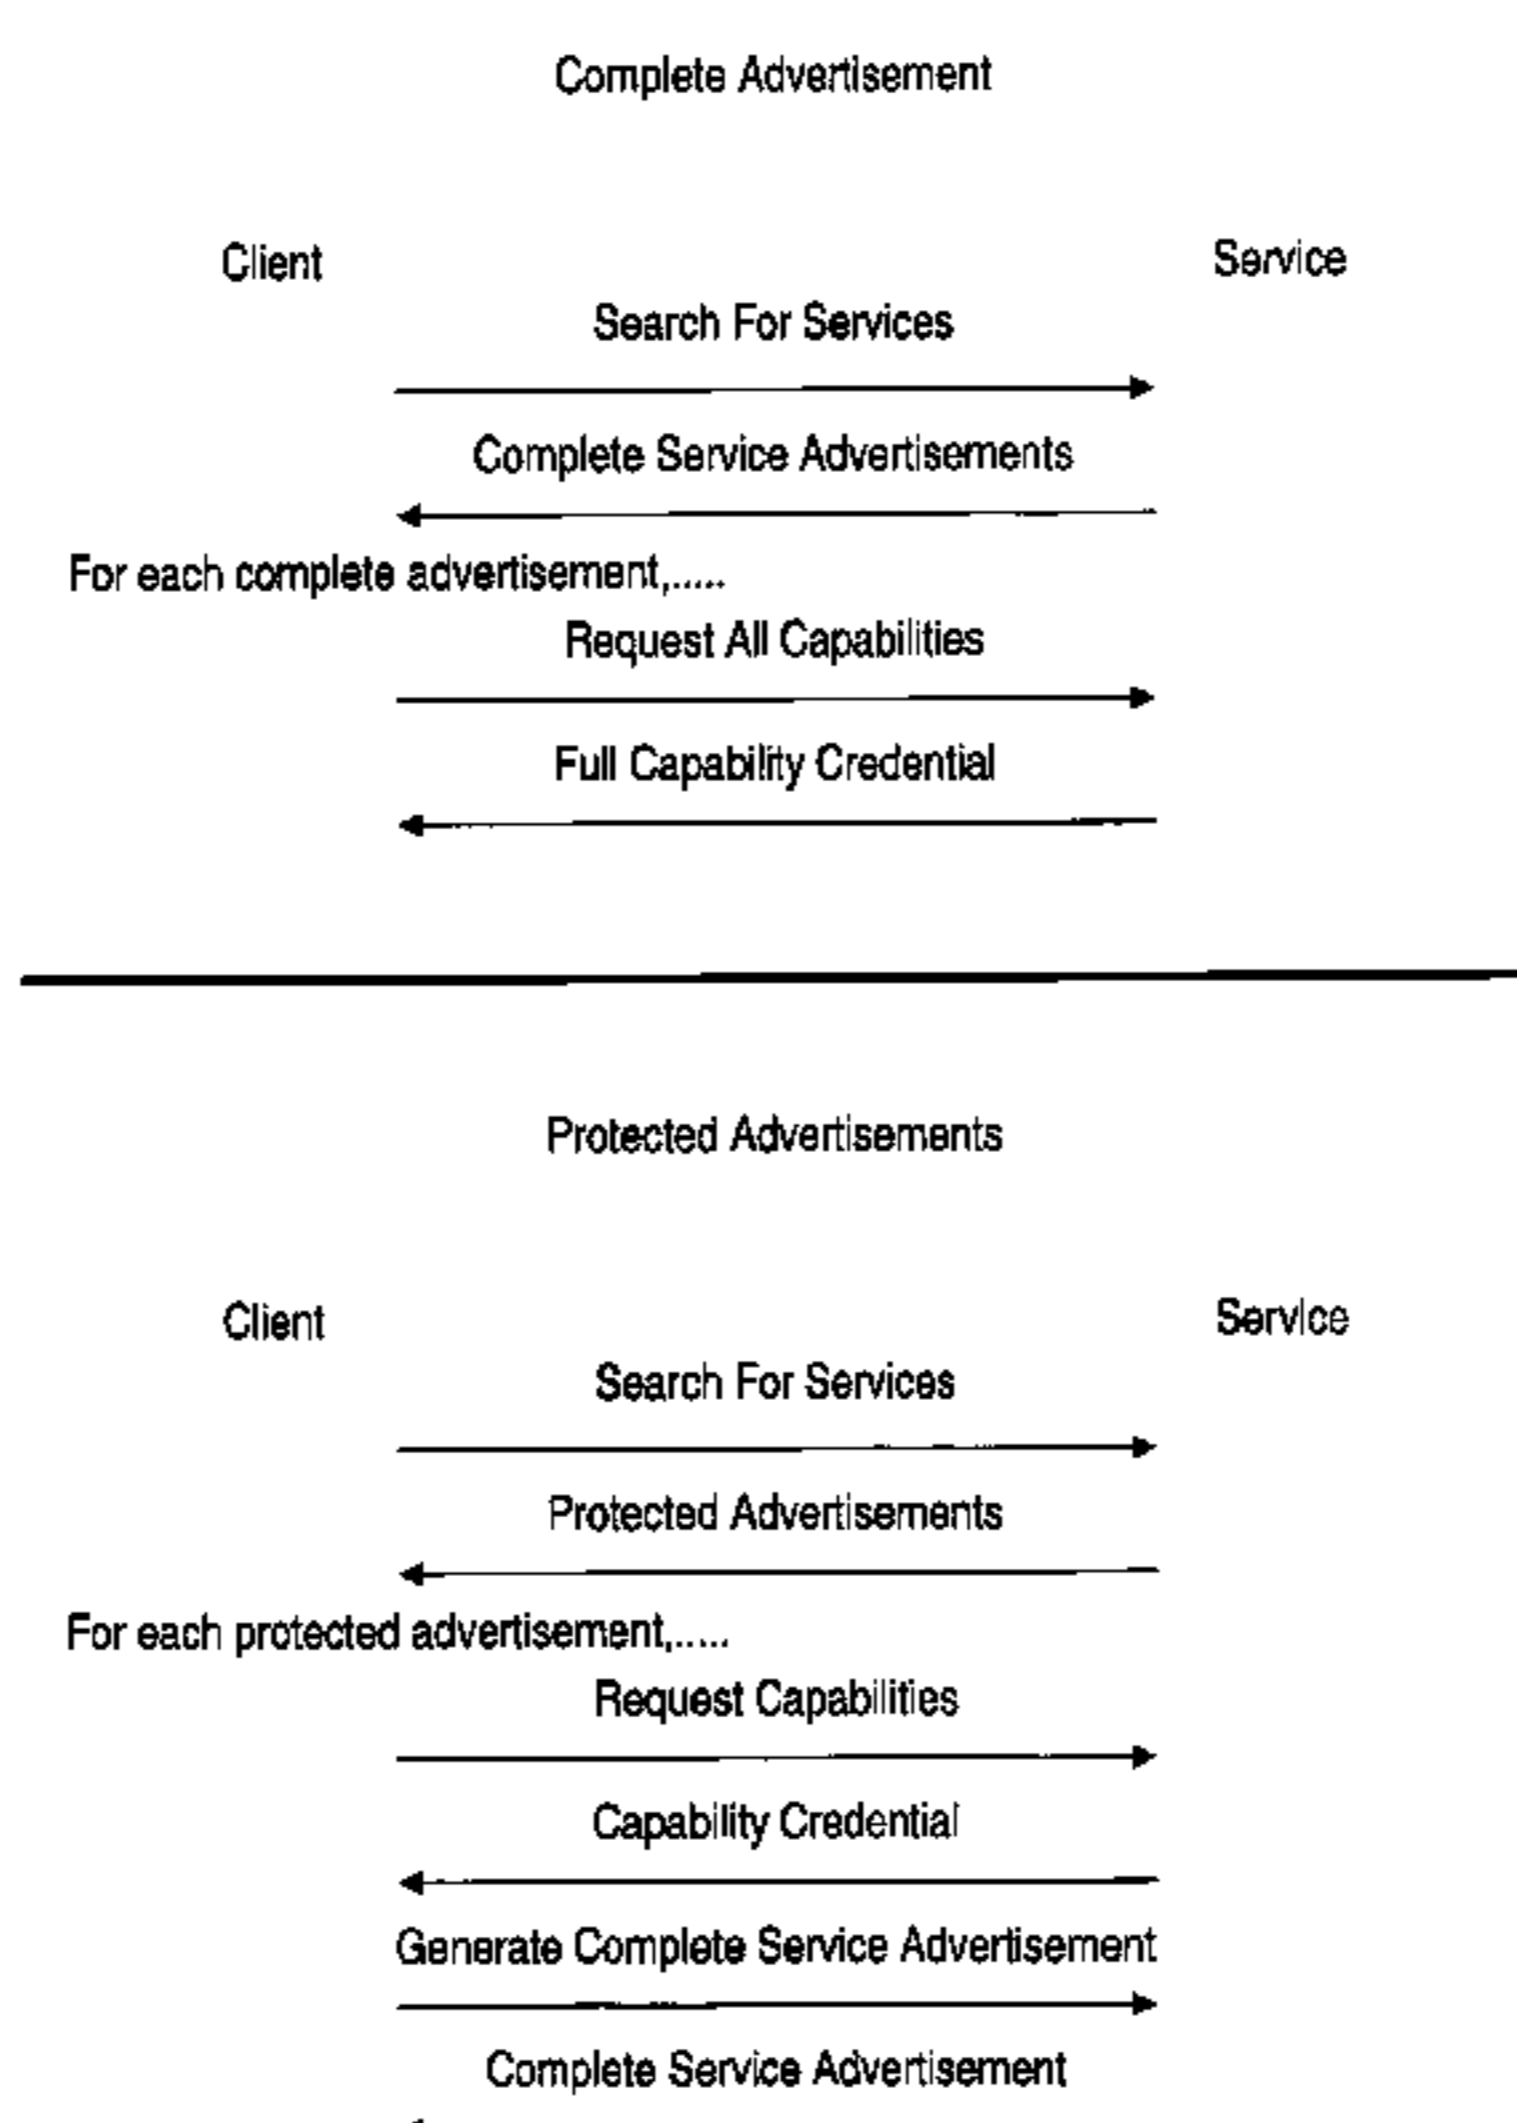 Complete Advertisement
Client
Service
Search For Services
Complete Service Advertisements
For each complete advertisement,.....
Request All Capabilities
Full Capability Credential
Protected Advertisements
Client
Service
Search For Services
Protected Advertisements
For each protected advertisement,.....
Request Capabilities
Capability Credential
Generate Complete Service Advertisement
Complete Service Advertisement